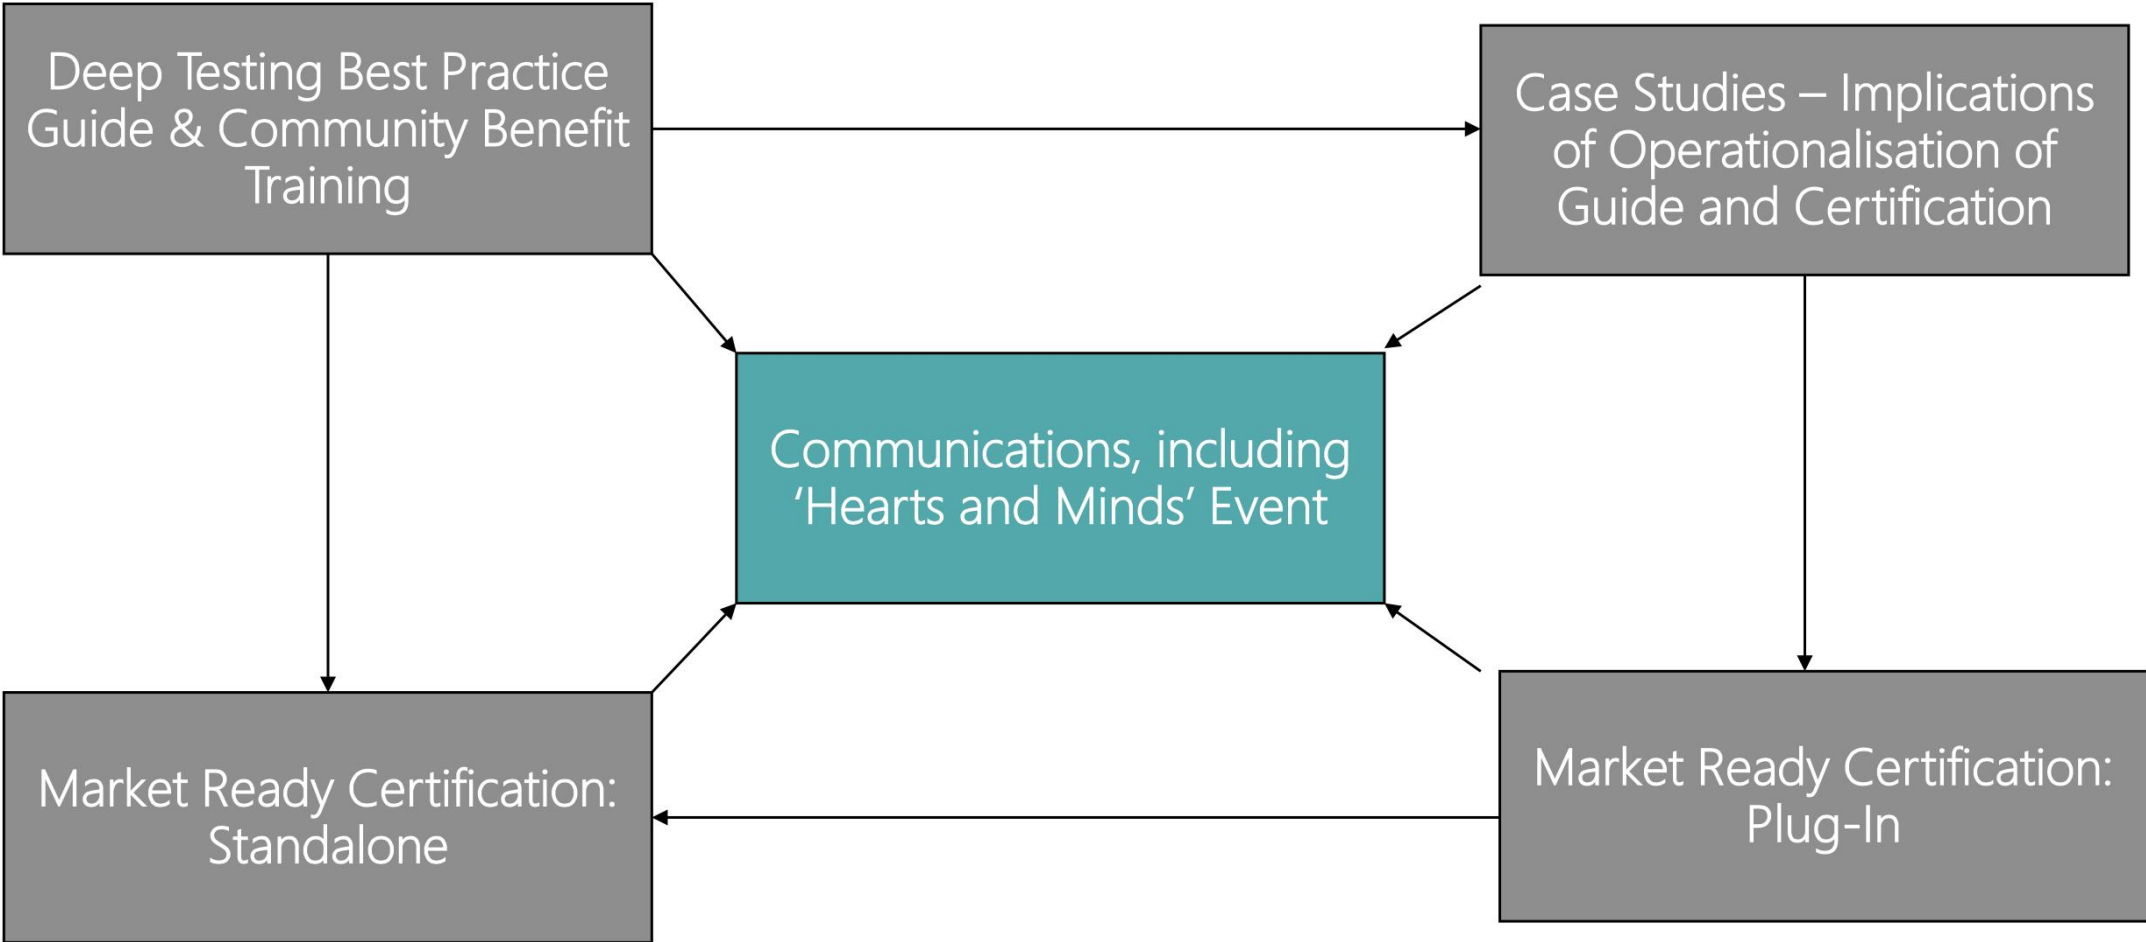 Deep Testing Best Practice
Guide & Community Benefit
Training
Case Studies – Implications
of Operationalisation of
Guide and Certification
Communications, including
‘Hearts and Minds’ Event
Market Ready Certification:
Standalone
Market Ready Certification:
Plug-In